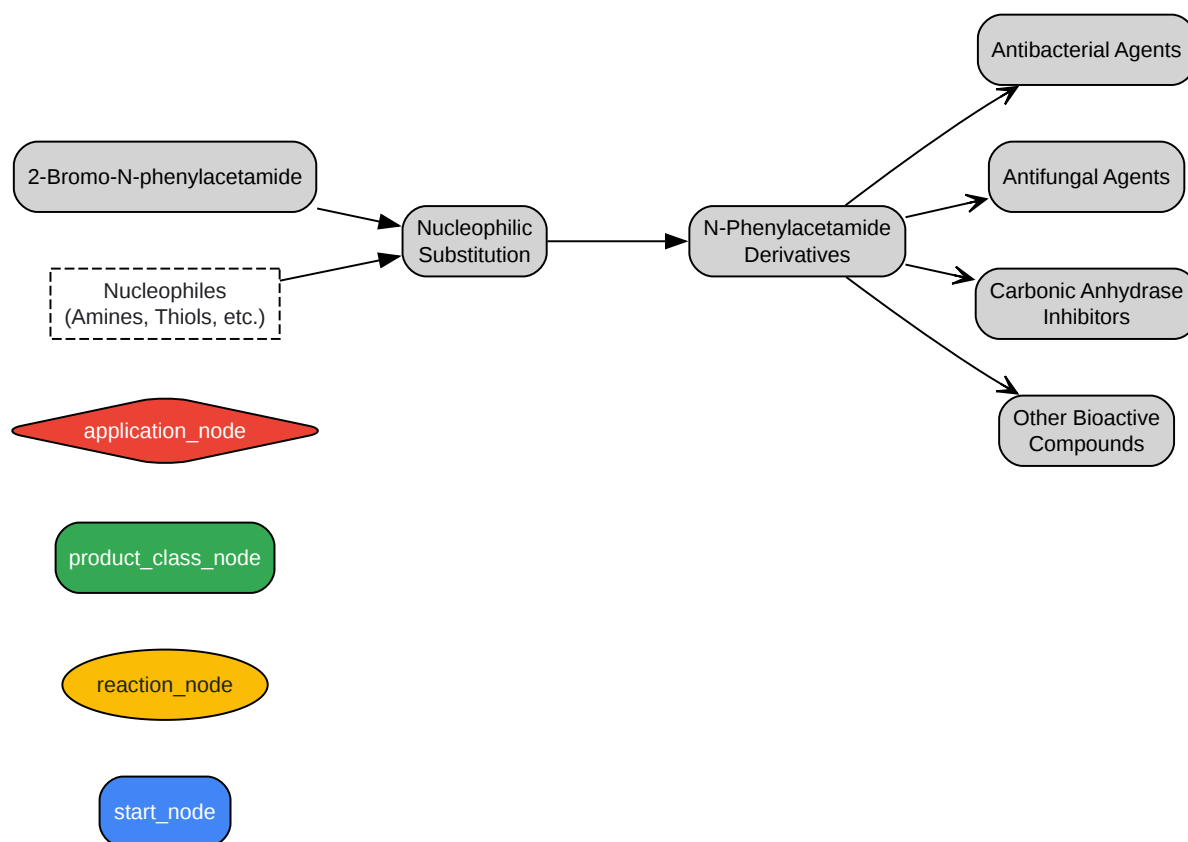 Antibacterial Agents
2-Bromo-N-phenylacetamide
Antifungal Agents
Nucleophilic
Substitution
N-Phenylacetamide
Derivatives
Nucleophiles
(Amines, Thiols, etc.)
Carbonic Anhydrase
Inhibitors
application_node
Other Bioactive
Compounds
product_class_node
reaction_node
start_node